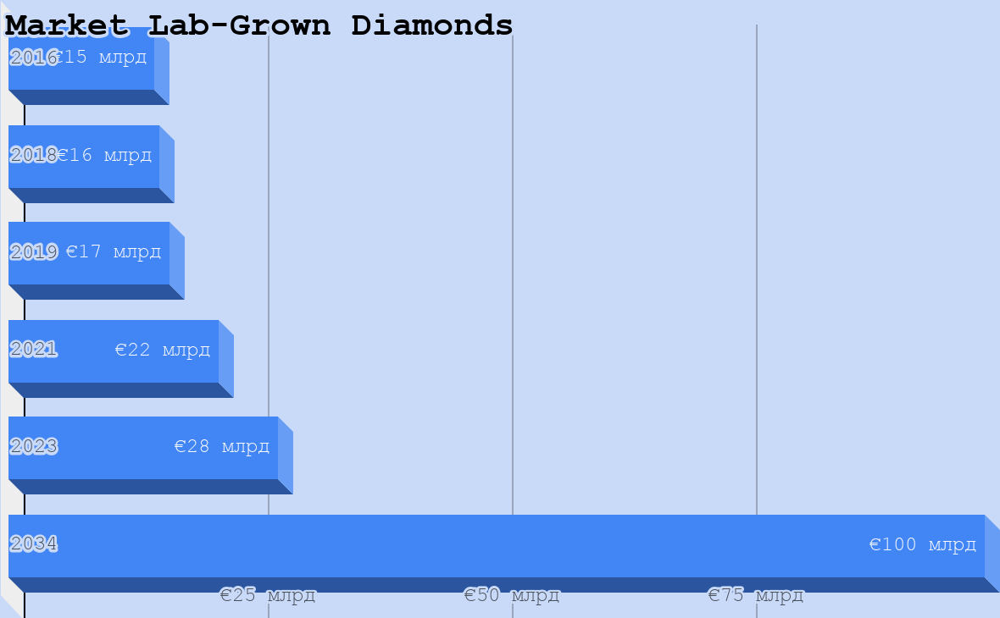 Market Lab-Grown Diamonds
2016 €15 млрд
2018 €16 млрд
2019 €17 млрд
2021 €22 млрд
2023 €28 млрд
2034 €100 млрд
€25 млрд €50 млрд €75 млрд